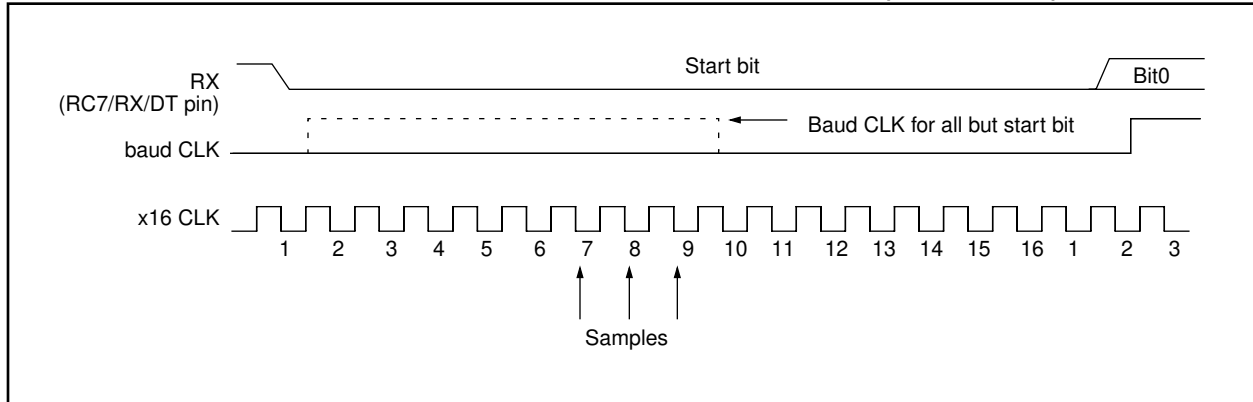 Start bit
RX
(RC7/RX/DT pin)
Bit0
Baud CLK for all but start bit
baud CLK
x16 CLK
1 2 3 4 5 6 7 8 9 10 11 12 13 14 15 16 1 2 3
Samples